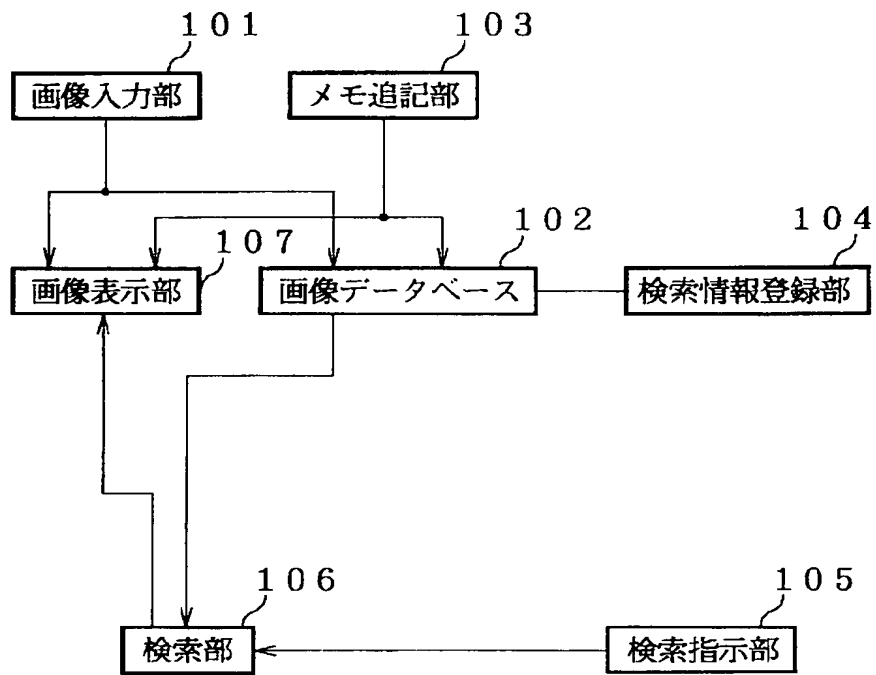 １０１
１０３
画像入力部
メモ追記部
１０７
１０２
１０４
画像表示部
画像データベース
検索情報登録部
１０６
１０５
検索部
検索指示部